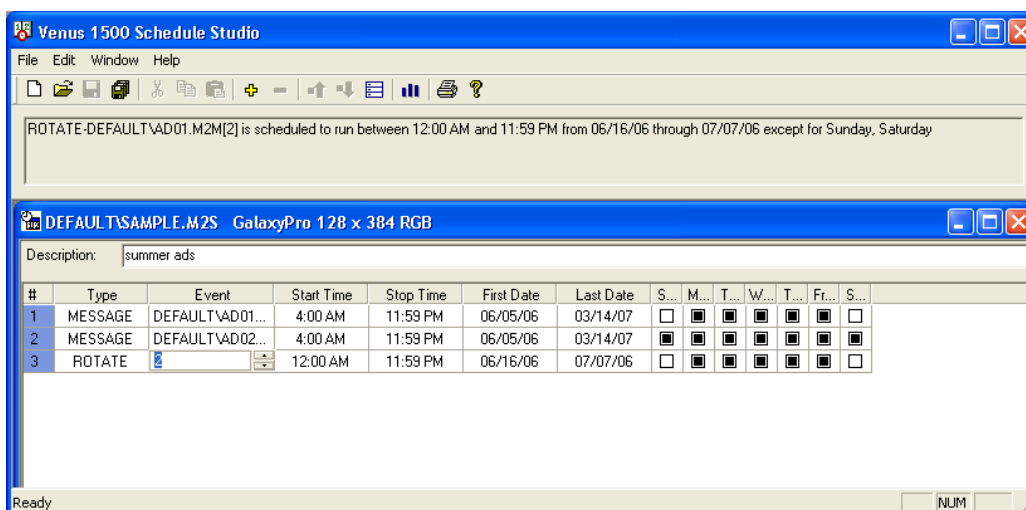 Venus 1500 Schedule Studio
File Edit Window Help
ROTATE-DEFAULT\AD01.M2M[2] is scheduled to run between 12:00 AM and 11:59 PM from 06/16/06 through 07/07/06 except for Sunday, Saturday
DEFAULT\SAMPLE.M2S GalaxyPro 128 x 384 RGB
Description: summer ads
# Type Event Start Time Stop Time First Date Last Date S... M... T... W... T... Fr... S...
1 MESSAGE DEFAULT\AD01... 4:00 AM 11:59 PM 06/05/06 03/14/07
2 MESSAGE DEFAULT\AD02... 4:00 AM 11:59 PM 06/05/06 03/14/07
3 ROTATE 2 12:00 AM 11:59 PM 06/16/06 07/07/06
Ready NUM